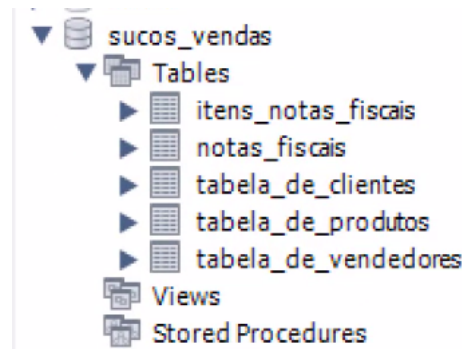 sucos_vendas
Tables
itens_notas_fiscais
notas_fiscais
tabela_de_clientes
tabela_de_produtos
tabela_de_vendedores
Views
Stored Procedures